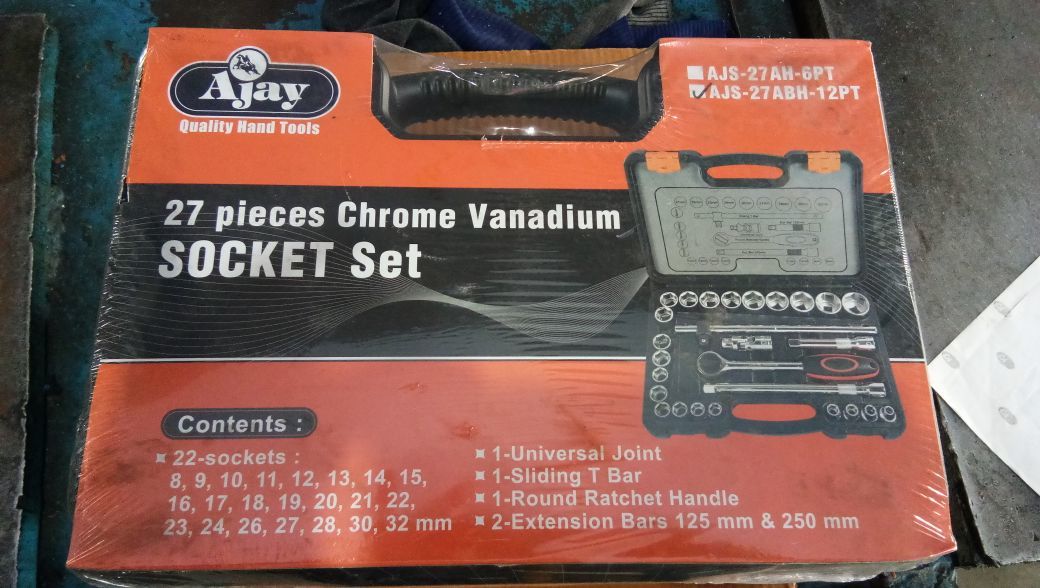 Ajay
Quality Hand Tools
AJS-27AH-6PT
AJS-27ABH-12PT
27 pieces Chrome Vanadium
SOCKET Set
Contents :
22-sockets :
8, 9, 10, 11, 12, 13, 14, 15,
16, 17, 18, 19, 20, 21, 22,
23, 24, 26, 27, 28, 30, 32 mm
1-Universal Joint
1-Sliding T Bar
1-Round Ratchet Handle
2-Extension Bars 125 mm & 250 mm